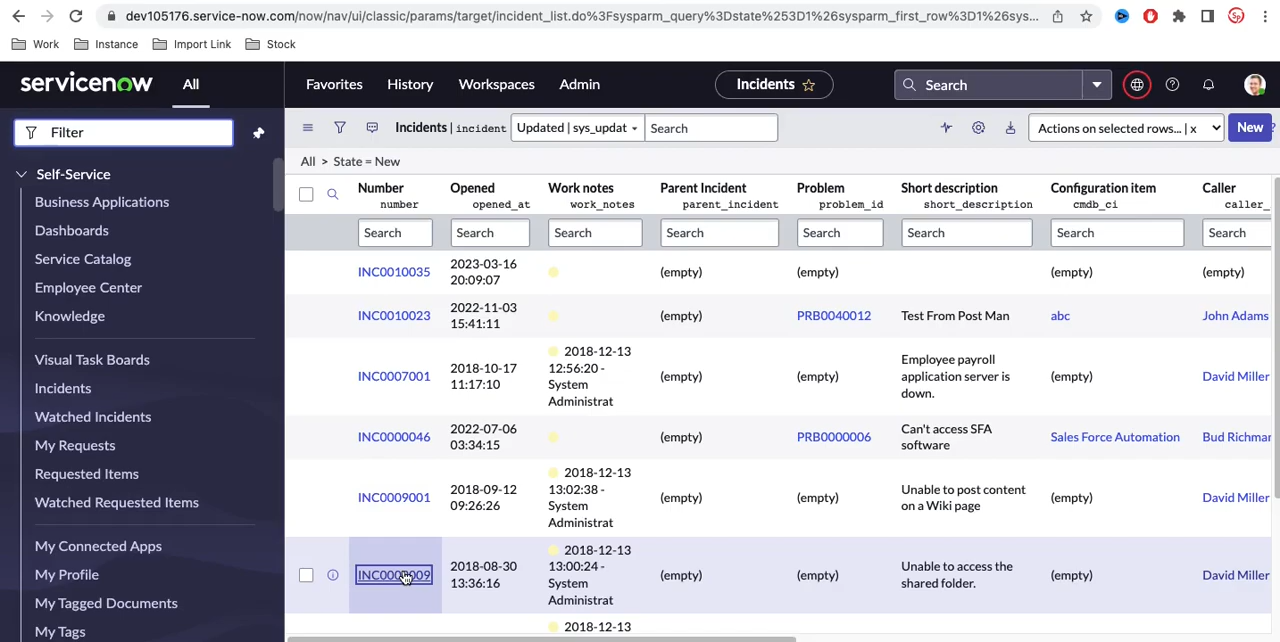 dev105176.service-now.com/now/nav/ui/classic/params/target/incident_list.do%3Fsysparm_query%3Dstate%253D1%26sysparm_first_row%3D1%26sys...
Sp
Work Instance Import Link Stock
servicenow All Favorites History Workspaces Admin Incidents Search
Filter
Incidents | incident Updated | sys_updat Search Actions on selected rows... | x New
All > State = New
Number Opened Work notes Parent Incident Problem Short description Configuration item Caller
number opened_at work_notes parent_incident problem_id short_description cmdb_ci caller_
Search Search Search Search Search Search Search Search
INC0010035 2023-03-16 20:09:07 (empty) (empty) (empty) (empty)
INC0010023 2022-11-03 15:41:11 (empty) PRB0040012 Test From Post Man abc John Adams
INC0007001 2018-10-17 11:17:10 2018-12-13 12:56:20 - System Administrat (empty) (empty) Employee payroll application server is down. (empty) David Miller
INC0000046 2022-07-06 03:34:15 (empty) PRB0000006 Can't access SFA software Sales Force Automation Bud Richmar
INC0009001 2018-09-12 09:26:26 2018-12-13 13:02:38 - System Administrat (empty) (empty) Unable to post content on a Wiki page (empty) David Miller
2018-08-30 13:36:16 2018-12-13 13:00:24 - System Administrat (empty) (empty) Unable to access the shared folder. (empty) David Miller
2018-12-13
Self-Service
Business Applications
Dashboards
Service Catalog
Employee Center
Knowledge
Visual Task Boards
Incidents
Watched Incidents
My Requests
Requested Items
Watched Requested Items
My Connected Apps
My Profile
My Tagged Documents
My Tags